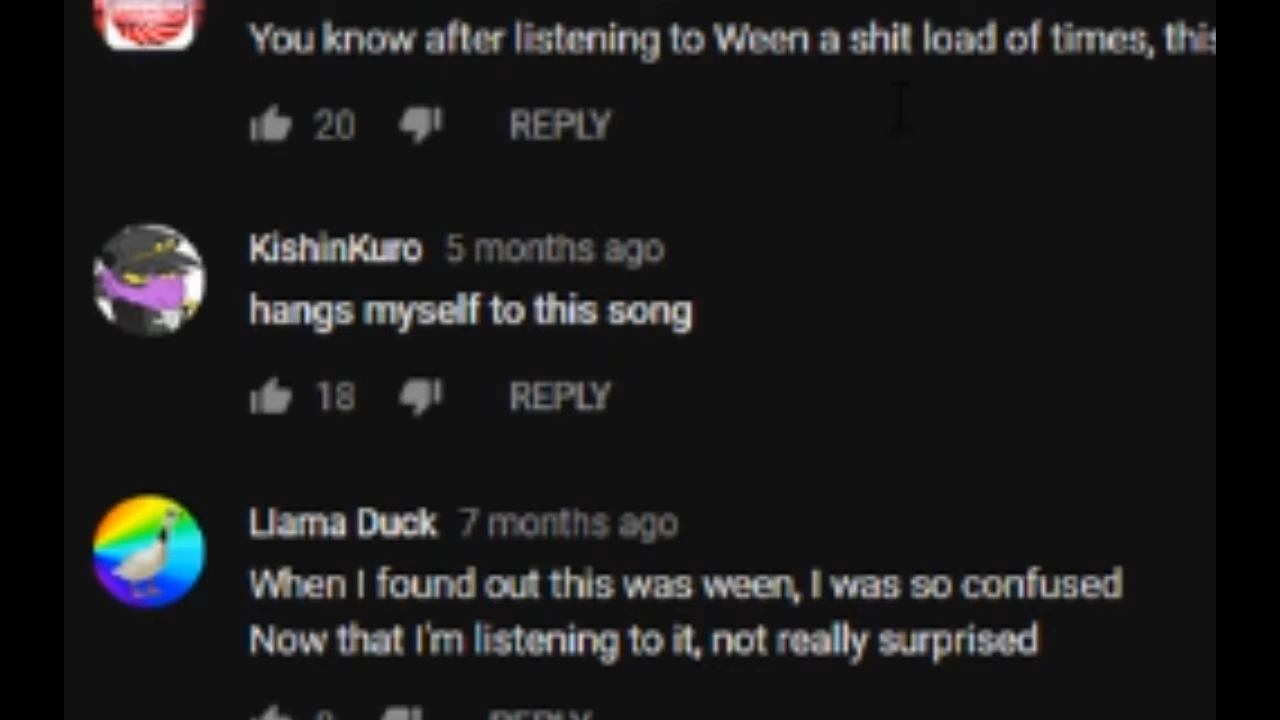 You know after listening to Ween a shit load of times, this
20 REPLY
KishinKuro 5 months ago
hangs myself to this song
18 REPLY
Llama Duck 7 months ago
When I found out this was ween, I was so confused
Now that I'm listening to it, not really surprised
REPLY